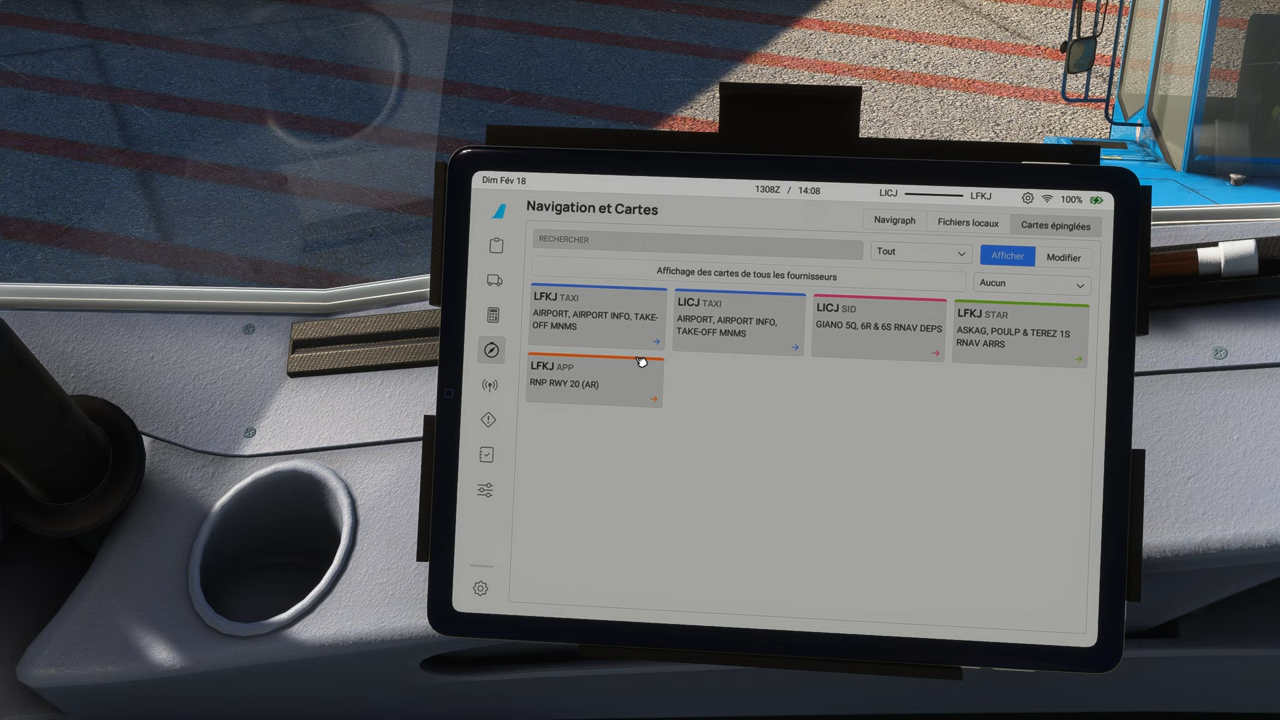 Dim Fév 18
1308Z / 14:08
LICJ LFKJ
100%
Navigation et Cartes
Navigraph
Fichiers locaux
Cartes épinglées
RECHERCHER
Tout
Afficher
Modifier
Affichage des cartes de tous les fournisseurs
Aucun
LFKJ TAXI
AIRPORT, AIRPORT INFO, TAKE-
OFF MNMS
LICJ TAXI
AIRPORT, AIRPORT INFO,
TAKE-OFF MNMS
LICJ SID
GIANO 5Q, 6R & 6S RNAV DEPS
LFKJ STAR
ASKAG, POULP & TEREZ 1S
RNAV ARRS
LFKJ APP
RNP RWY 20 (AR)